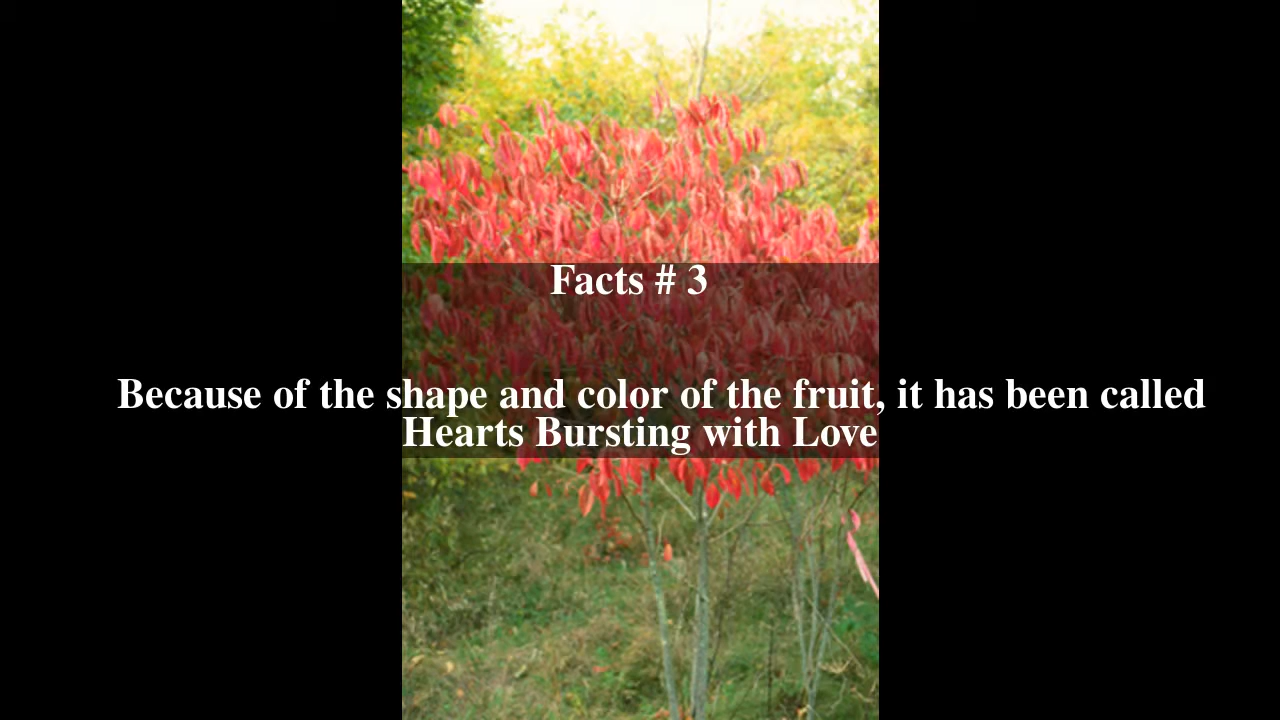 Facts # 3
Because of the shape and color of the fruit, it has been called
Hearts Bursting with Love